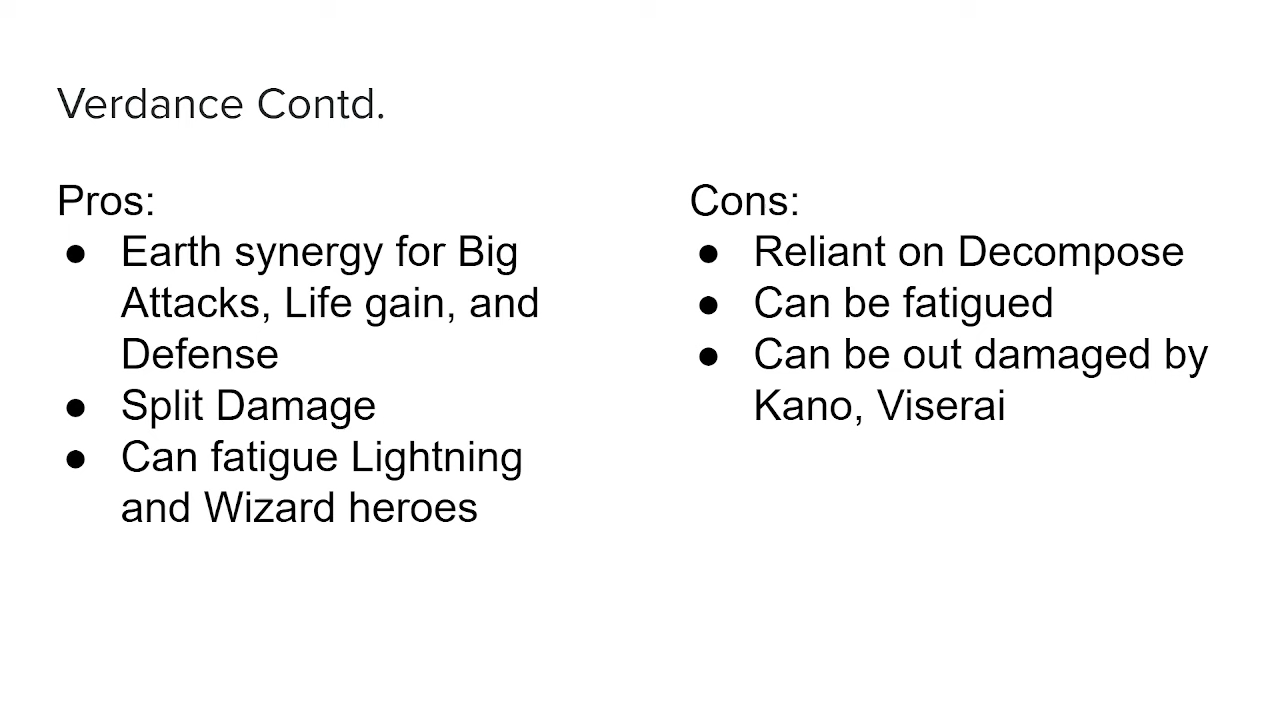 Verdance Contd.
Pros:
● Earth synergy for Big
Attacks, Life gain, and
Defense
● Split Damage
● Can fatigue Lightning
and Wizard heroes
Cons:
● Reliant on Decompose
● Can be fatigued
● Can be out damaged by
Kano, Viserai